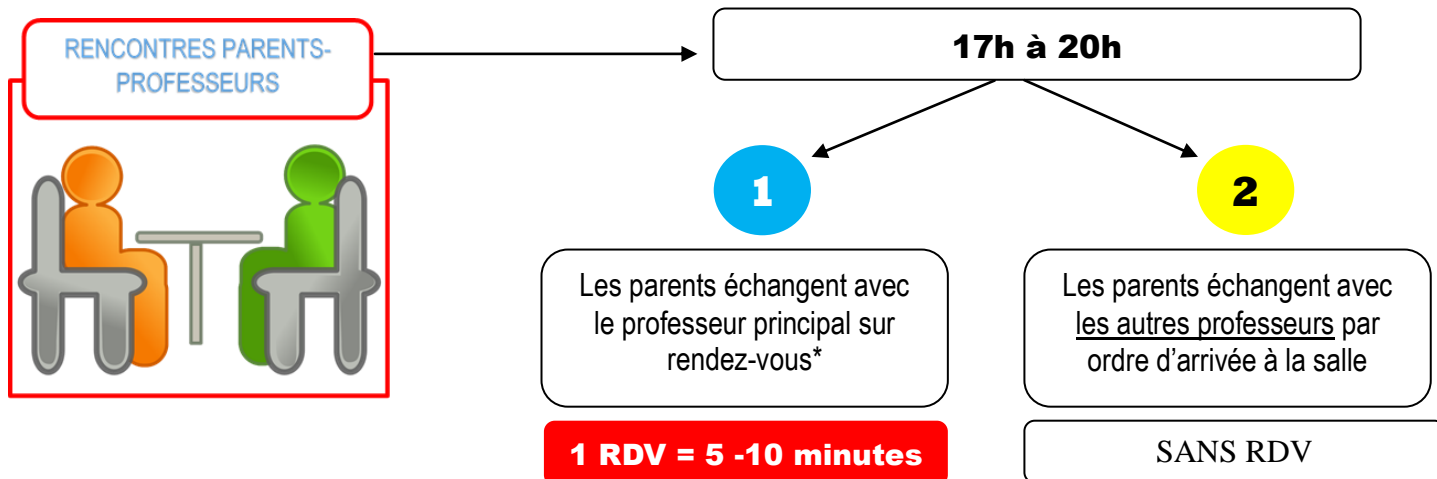 RENCONTRES PARENTS-
PROFESSEURS
17h à 20h
1
2
Les parents échangent avec
le professeur principal sur
rendez-vous*
Les parents échangent avec
les autres professeurs par
ordre d'arrivée à la salle
1 RDV = 5 -10 minutes
SANS RDV